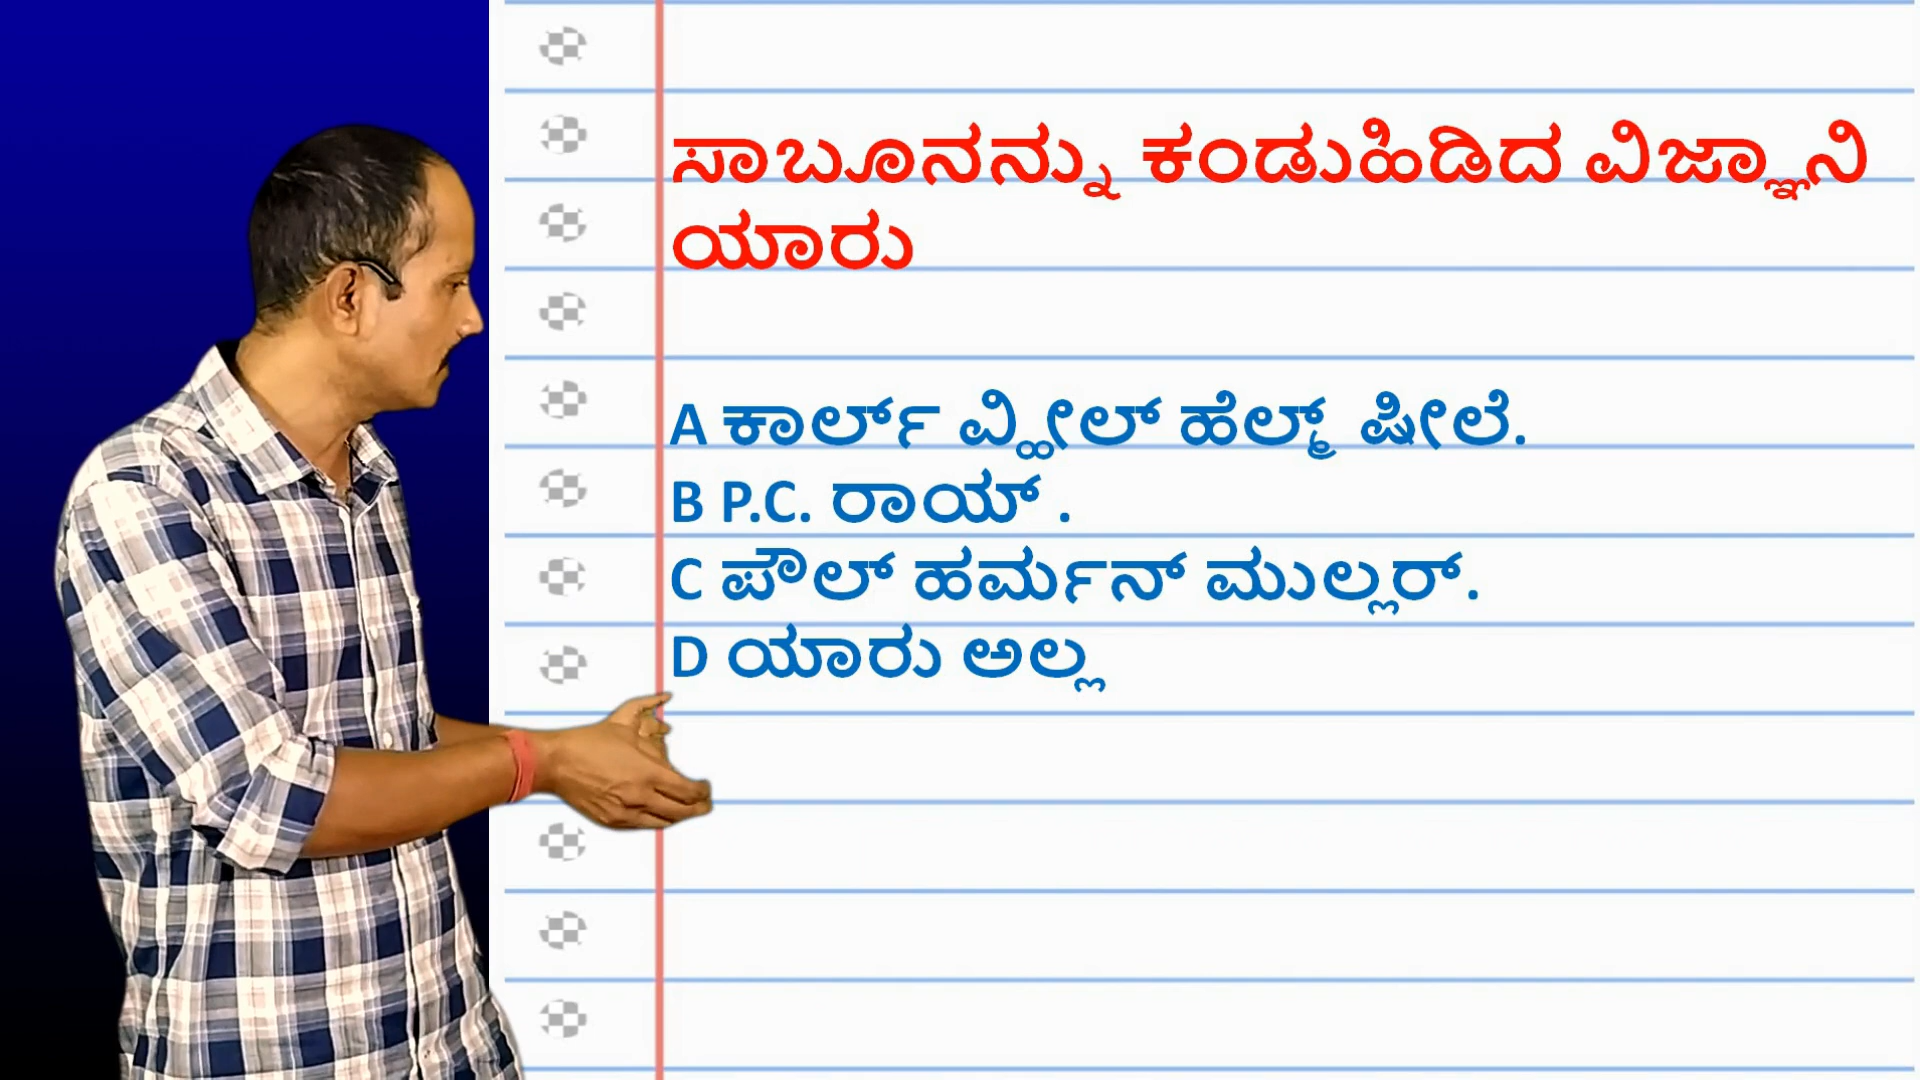 ಸಾಬೂನನ್ನು ಕಂಡುಹಿಡಿದ ವಿಜ್ಞಾನಿ
ಯಾರು
A ಕಾರ್ಲ್ ವ್ಹೀಲ್ ಹೆಲ್ಮ್ ಷೀಲೆ.
B P.C. ರಾಯ್ .
C ಪೌಲ್ ಹರ್ಮನ್ ಮುಲ್ಲರ್.
D ಯಾರು ಅಲ್ಲ